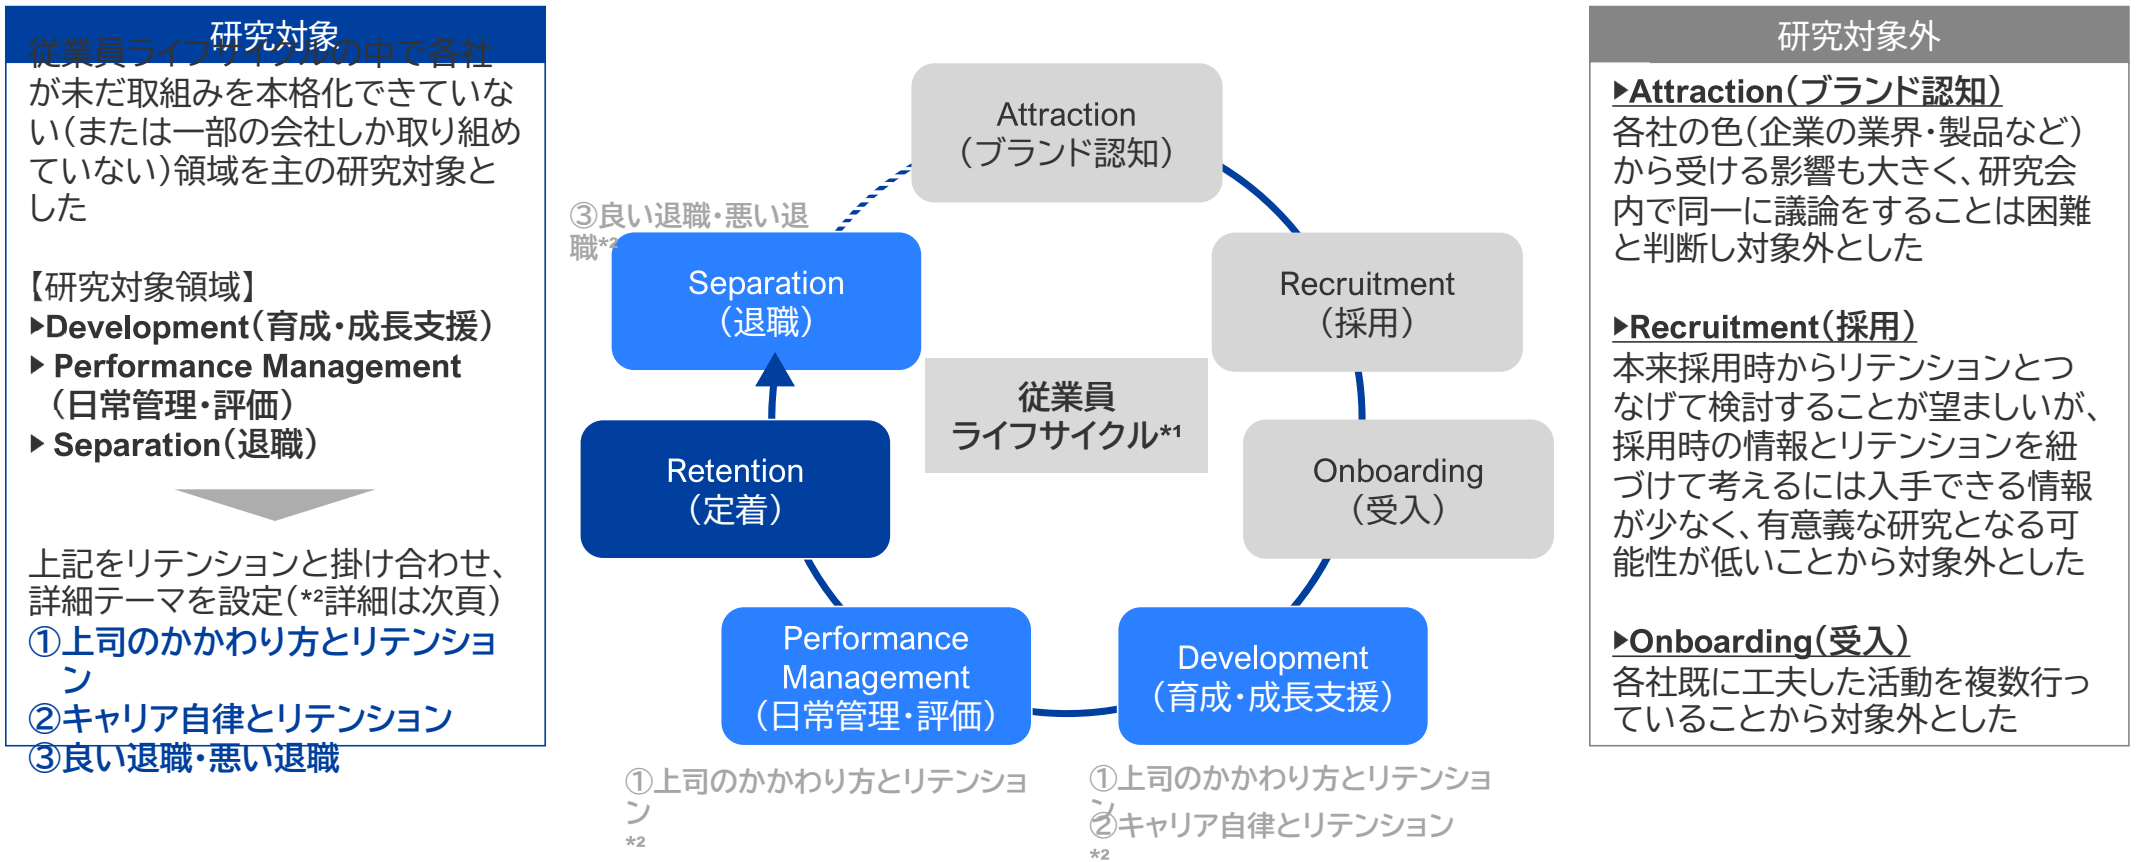 研究対象
従業員ライフサイクルの中で各社
が未だ取組みを本格化できていな
い（または一部の会社しか取り組め
ていない）領域を主の研究対象と
した
【研究対象領域】
▶Development（育成・成長支援）
▶ Performance Management
（日常管理・評価）
▶ Separation（退職）
上記をリテンションと掛け合わせ、
詳細テーマを設定（*²詳細は次頁）
①上司のかかわり方とリテンショ
ン
②キャリア自律とリテンション
③良い退職・悪い退職
Attraction
（ブランド認知）
Recruitment
（採用）
Onboarding
（受入）
Development
（育成・成長支援）
①上司のかかわり方とリテンショ
ン
②キャリア自律とリテンション
*²
Performance
Management
（日常管理・評価）
①上司のかかわり方とリテンショ
ン
*²
Retention
（定着）
Separation
（退職）
③良い退職・悪い退
職*²
従業員
ライフサイクル*¹
研究対象外
▶Attraction（ブランド認知）
各社の色（企業の業界・製品など）
から受ける影響も大きく、研究会
内で同一に議論をすることは困難
と判断し対象外とした
▶Recruitment（採用）
本来採用時からリテンションとつ
なげて検討することが望ましいが、
採用時の情報とリテンションを紐
づけて考えるには入手できる情報
が少なく、有意義な研究となる可
能性が低いことから対象外とした
▶Onboarding（受入）
各社既に工夫した活動を複数行っ
ていることから対象外とした